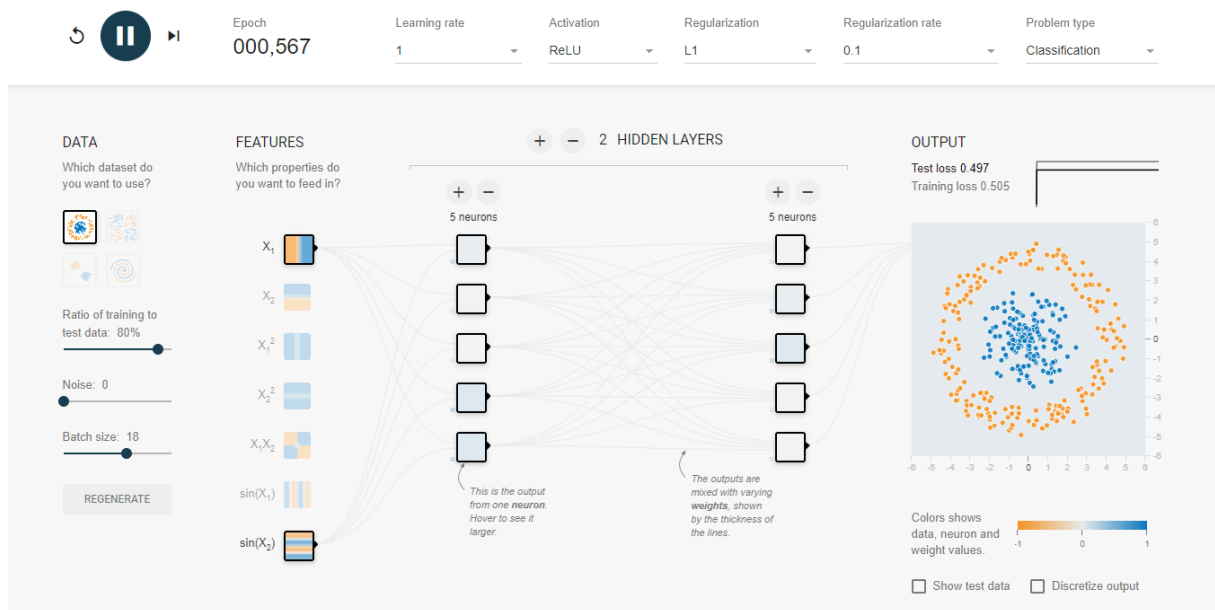 Epoch
000,567
Learning rate
1
Activation
ReLU
Regularization
L1
Regularization rate
0.1
Problem type
Classification
DATA
Which dataset do
you want to use?
Ratio of training to
test data: 80%
Noise: 0
Batch size: 18
REGENERATE
FEATURES
Which properties do
you want to feed in?
X1
X2
X1²
X2²
X1X2
sin(X1)
sin(X2)
+ − 2 HIDDEN LAYERS
+ −
5 neurons
+ −
5 neurons
This is the output
from one neuron.
Hover to see it
larger.
The outputs are
mixed with varying
weights, shown
by the thickness of
the lines.
OUTPUT
Test loss 0.497
Training loss 0.505
6
5
4
3
2
1
0
-1
-2
-3
-4
-5
-6
-6 -5 -4 -3 -2 -1 0 1 2 3 4 5 6
Colors shows
data, neuron and
weight values.
-1 0 1
Show test data
Discretize output